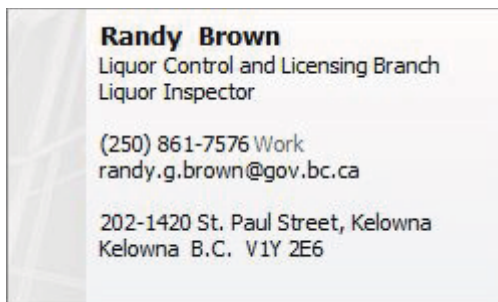 Randy Brown
Liquor Control and Licensing Branch
Liquor Inspector
(250) 861-7576 Work
randy.g.brown@gov.bc.ca
202-1420 St. Paul Street, Kelowna
Kelowna B.C. V1Y 2E6